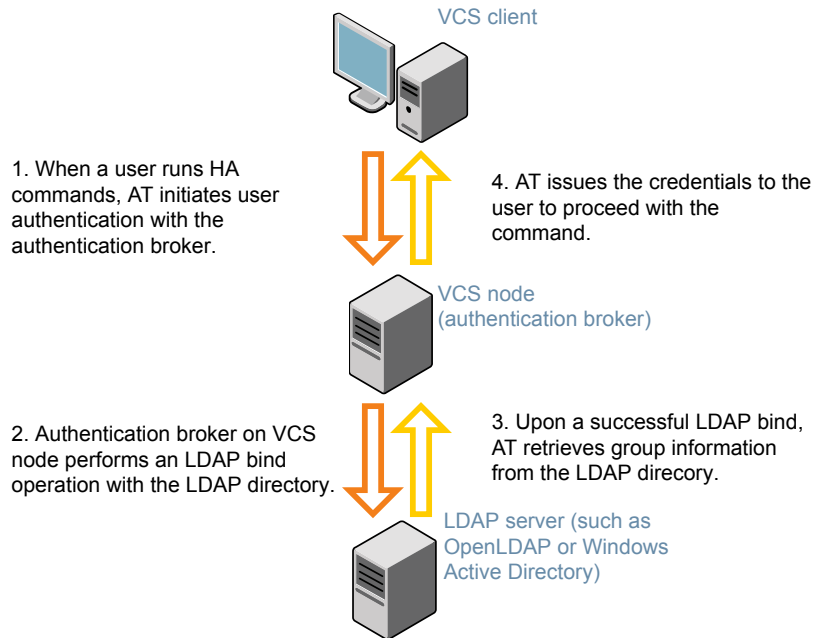 VCS client
1. When a user runs HA
commands, AT initiates user
authentication with the
authentication broker.
4. AT issues the credentials to the
user to proceed with the
command.
VCS node
(authentication broker)
2. Authentication broker on VCS
node performs an LDAP bind
operation with the LDAP directory.
3. Upon a successful LDAP bind,
AT retrieves group information
from the LDAP direcory.
LDAP server (such as
OpenLDAP or Windows
Active Directory)